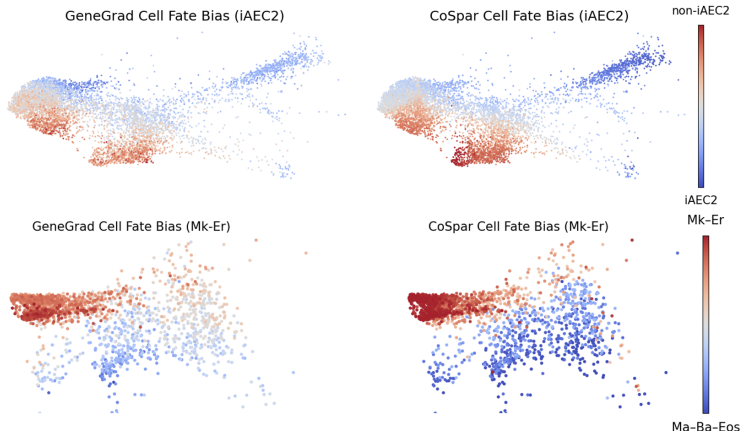 GeneGrad Cell Fate Bias (iAEC2)
CoSpar Cell Fate Bias (iAEC2)
non-iAEC2
iAEC2
GeneGrad Cell Fate Bias (Mk-Er)
CoSpar Cell Fate Bias (Mk-Er)
Mk–Er
Ma–Ba–Eos